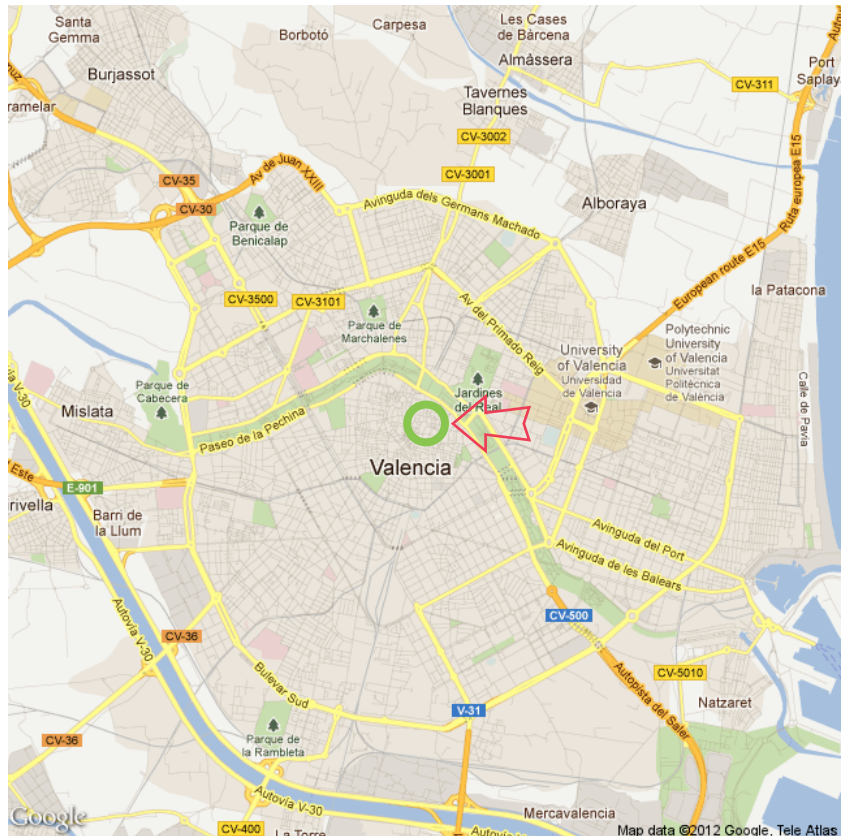 Santa
Gemma
Borbotó
Carpesa
Les Cases
de Bàrcena
Almàssera
Burjassot
CV-311
Port
Saplaya
Tavernes
Blanques
CV-3002
CV-3001
CV-35
CV-30
Av de Juan XXIII
Avinguda dels Germans Machado
Alboraya
Ruta europea E15
European route E15
Parque de
Benicalap
CV-3500
CV-3101
Av del Primado Reig
la Patacona
Parque de
Marchalenes
Polytechnic
University
of Valencia
Universitat
Politècnica
de València
University
of Valencia
Universidad
de Valencia
Jardines
del Real
Calle de Pavia
Autovía V-30
Mislata
Parque de
Cabecera
Paseo de la Pechina
Valencia
Este
E-901
Barri de
la Llum
Avinguda del Port
Avinguda de les Balears
CV-500
Autovía V-30
CV-36
Bulevar Sud
V-31
Autopista del Saler
CV-5010
Natzaret
CV-36
Parque de
la Rambleta
Autovía V-30
CV-400
La Torre
Mercavalencia
Google
Map data ©2012 Google, Tele Atlas